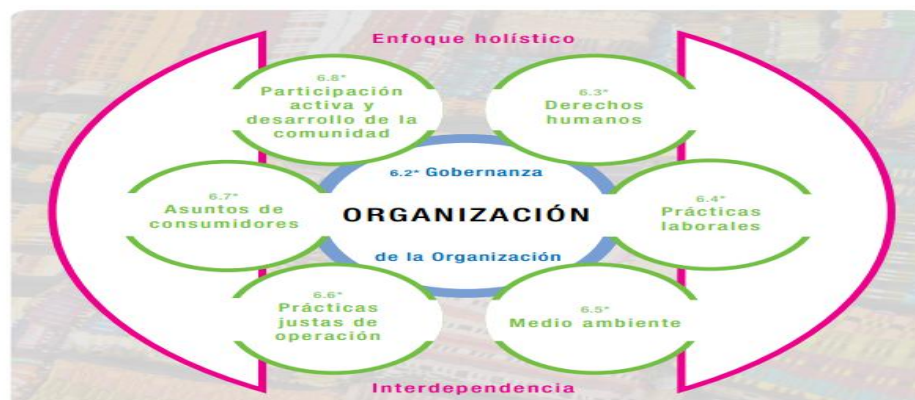 Enfoque holístico
6.8*
Participación
activa y
desarrollo de la
comunidad
6.3*
Derechos
humanos
6.2* Gobernanza
ORGANIZACIÓN
de la Organización
6.7*
Asuntos de
consumidores
6.4*
Prácticas
laborales
6.6*
Prácticas
justas de
operación
6.5*
Medio ambiente
Interdependencia